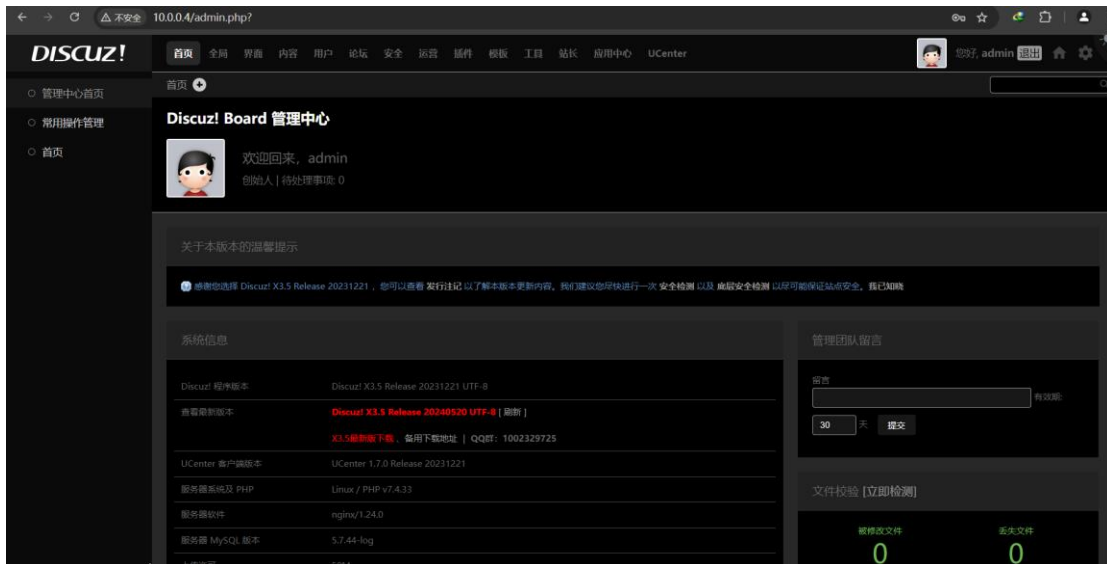 不安全 10.0.0.4/admin.php?
DISCUZ! 首页 全局 界面 内容 用户 论坛 安全 运营 插件 模板 工具 站长 应用中心 UCenter 您好, admin 退出
管理中心首页
常用操作管理
首页
首页
Discuz! Board 管理中心
欢迎回来, admin
创始人 | 待处理事项: 0
关于本版本的温馨提示
感谢您选择 Discuz! X3.5 Release 20231221 ，您可以查看 发行注记 以了解本版本更新内容。我们建议您尽快进行一次 安全检测 以及 底层安全检测 以尽可能保证站点安全。我已知晓
系统信息
Discuz! 程序版本 Discuz! X3.5 Release 20231221 UTF-8
查看最新版本 Discuz! X3.5 Release 20240520 UTF-8 [ 刷新 ]
X3.5最新版下载 、备用下载地址 | QQ群：1002329725
UCenter 客户端版本 UCenter 1.7.0 Release 20231221
服务器系统及 PHP Linux / PHP v7.4.33
服务器软件 nginx/1.24.0
服务器 MySQL 版本 5.7.44-log
管理团队留言
留言
有效期:
30 天 提交
文件校验 [立即检测]
被修改文件 丢失文件
0 0